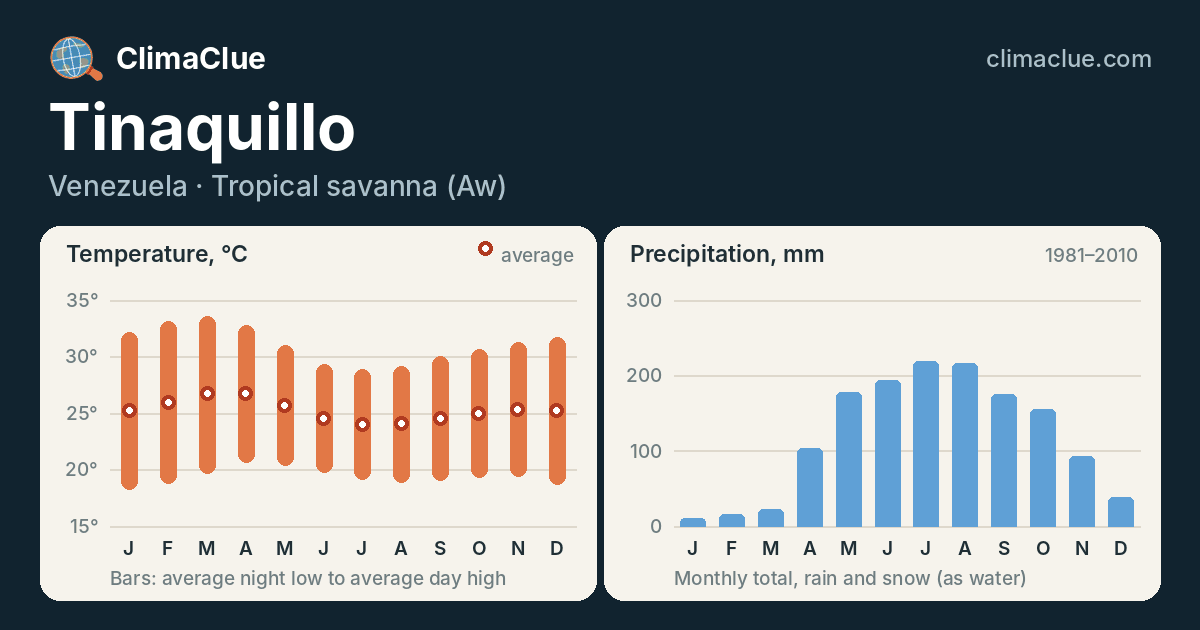 ClimaClue
climaclue.com
Tinaquillo
Venezuela · Tropical savanna (Aw)
Temperature, °C
average
35°
30°
25°
20°
15°
J F M A M J J A S O N D
Bars: average night low to average day high
Precipitation, mm
1981–2010
300
200
100
0
J F M A M J J A S O N D
Monthly total, rain and snow (as water)